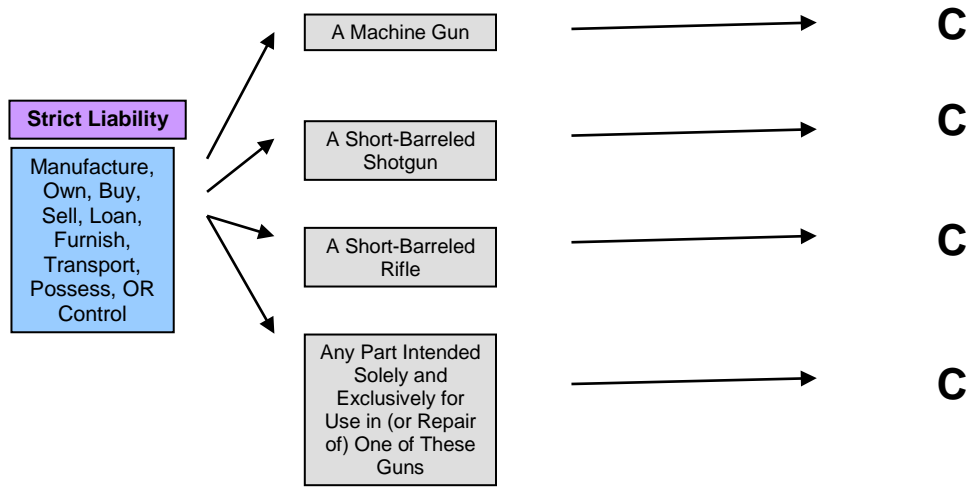 A Machine Gun
C
Strict Liability
Manufacture,
Own, Buy,
Sell, Loan,
Furnish,
Transport,
Possess, OR
Control
A Short-Barreled
Shotgun
C
A Short-Barreled
Rifle
C
Any Part Intended
Solely and
Exclusively for
Use in (or Repair
of) One of These
Guns
C